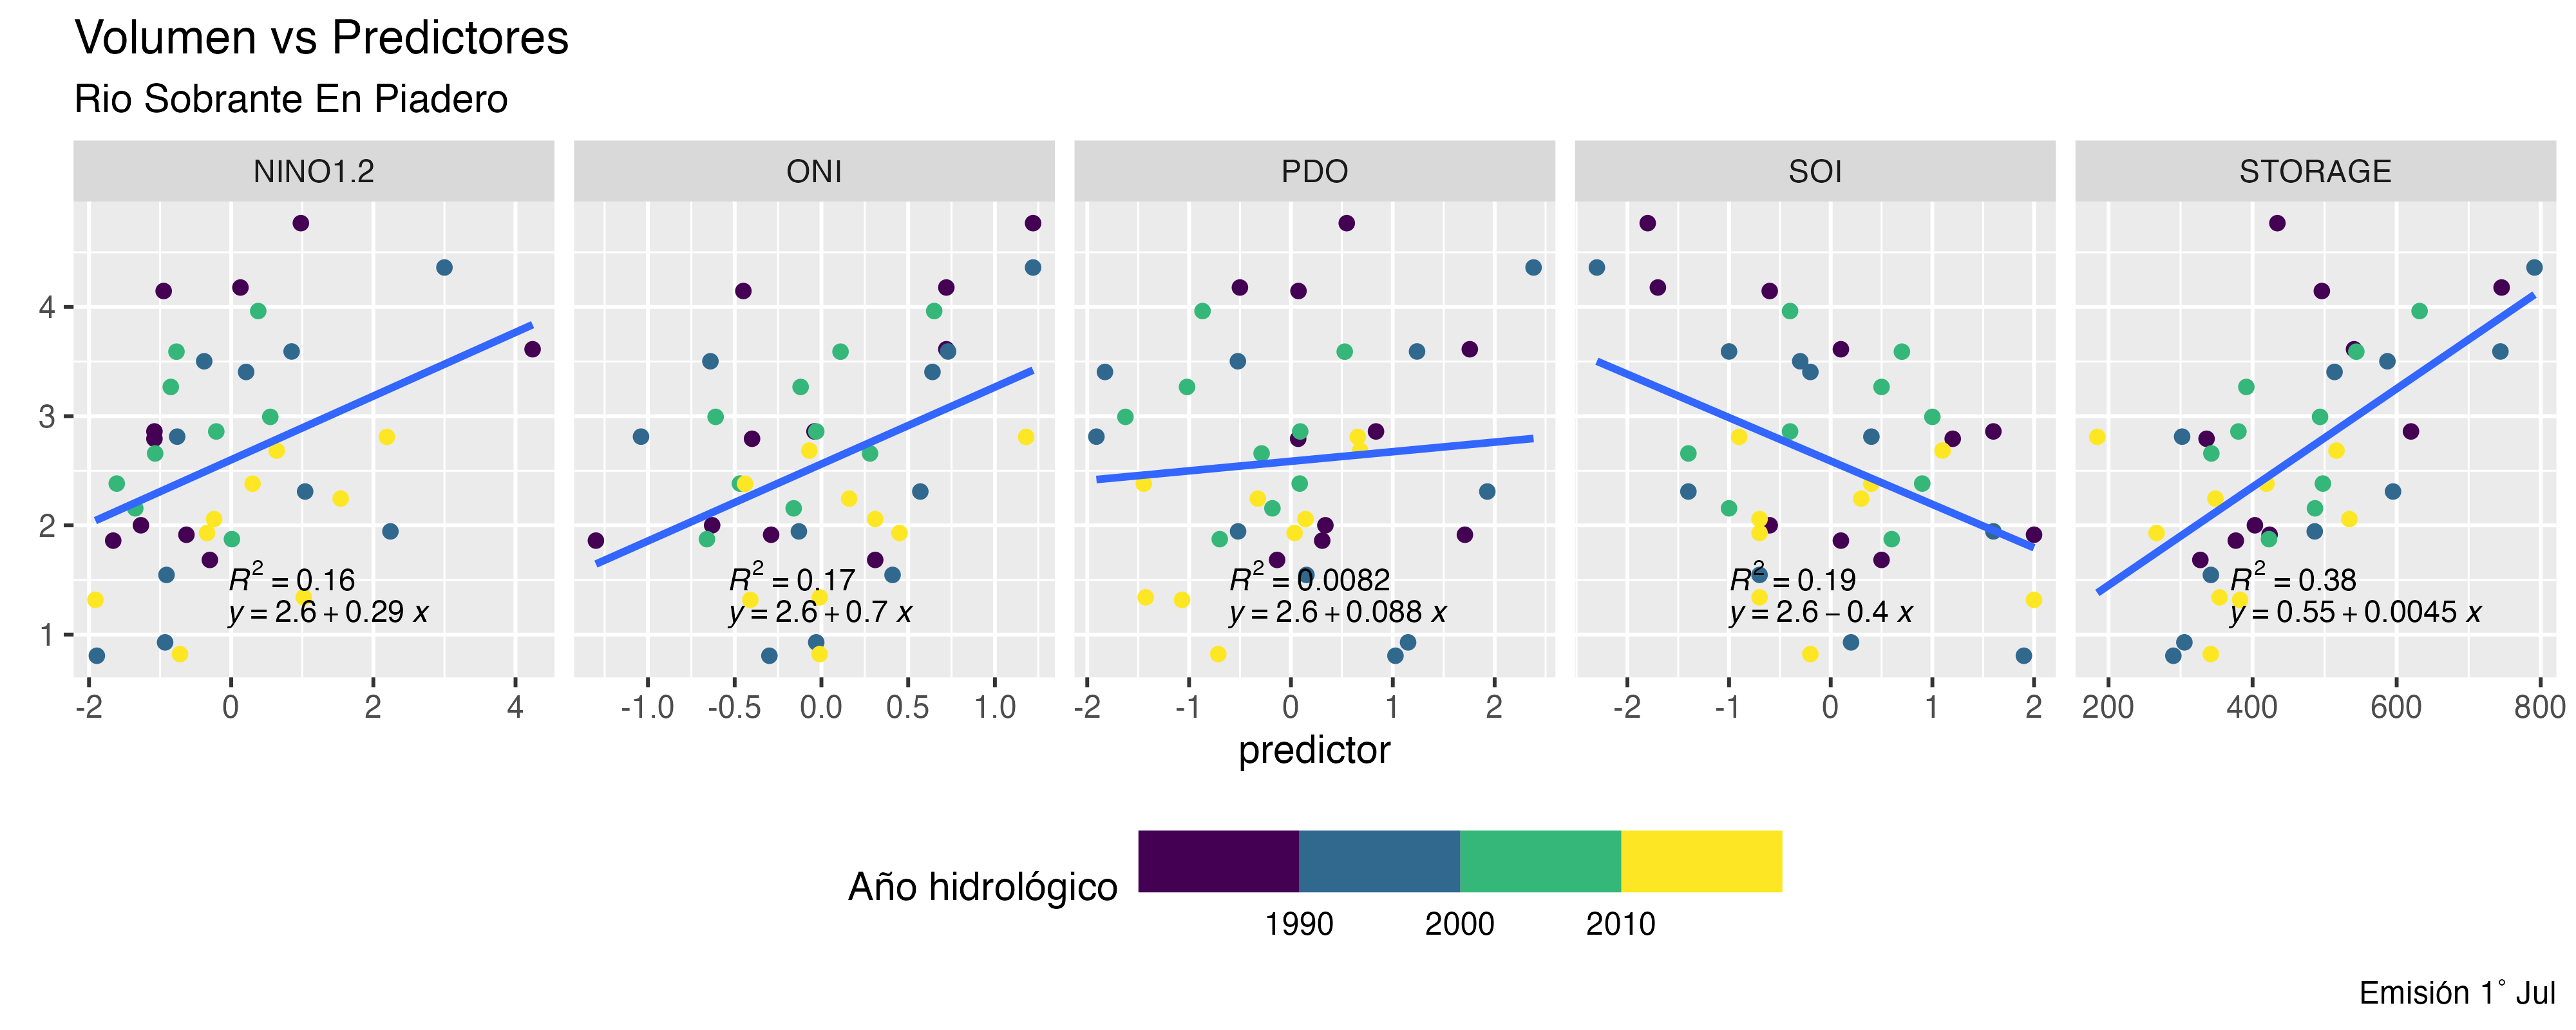 Volumen vs Predictores
Rio Sobrante En Piadero
NINO1.2 ONI PDO SOI STORAGE
4
3
2
1
R² = 0.16 R² = 0.17 R² = 0.0082 R² = 0.19 R² = 0.38
y = 2.6 + 0.29 x y = 2.6 + 0.7 x y = 2.6 + 0.088 x y = 2.6 − 0.4 x y = 0.55 + 0.0045 x
-2 0 2 4 -1.0 -0.5 0.0 0.5 1.0 -2 -1 0 1 2 -2 -1 0 1 2 200 400 600 800
predictor
Año hidrológico
1990 2000 2010
Emisión 1° Jul